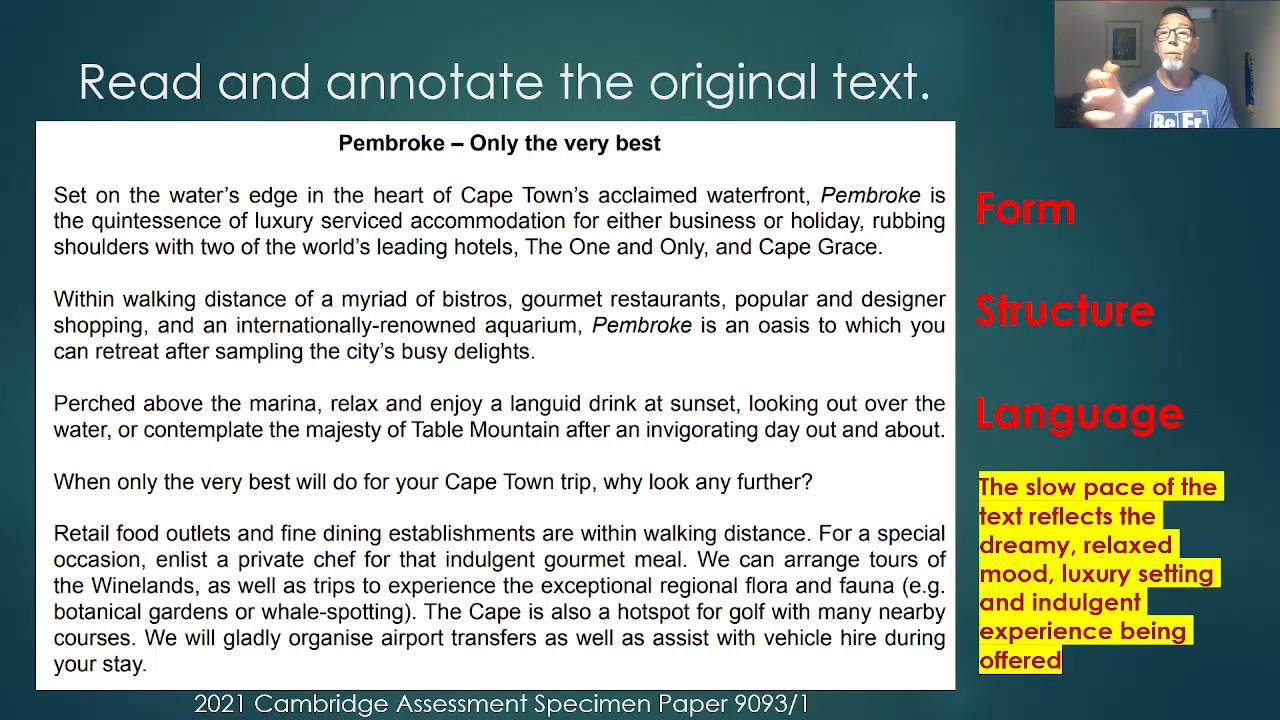 Read and annotate the original text.
Pembroke – Only the very best
Set on the water's edge in the heart of Cape Town's acclaimed waterfront, Pembroke is
the quintessence of luxury serviced accommodation for either business or holiday, rubbing
shoulders with two of the world's leading hotels, The One and Only, and Cape Grace.
Within walking distance of a myriad of bistros, gourmet restaurants, popular and designer
shopping, and an internationally-renowned aquarium, Pembroke is an oasis to which you
can retreat after sampling the city's busy delights.
Perched above the marina, relax and enjoy a languid drink at sunset, looking out over the
water, or contemplate the majesty of Table Mountain after an invigorating day out and about.
When only the very best will do for your Cape Town trip, why look any further?
Retail food outlets and fine dining establishments are within walking distance. For a special
occasion, enlist a private chef for that indulgent gourmet meal. We can arrange tours of
the Winelands, as well as trips to experience the exceptional regional flora and fauna (e.g.
botanical gardens or whale-spotting). The Cape is also a hotspot for golf with many nearby
courses. We will gladly organise airport transfers as well as assist with vehicle hire during
your stay.
2021 Cambridge Assessment Specimen Paper 9093/1
Form
Structure
Language
The slow pace of the
text reflects the
dreamy, relaxed
mood, luxury setting
and indulgent
experience being
offered